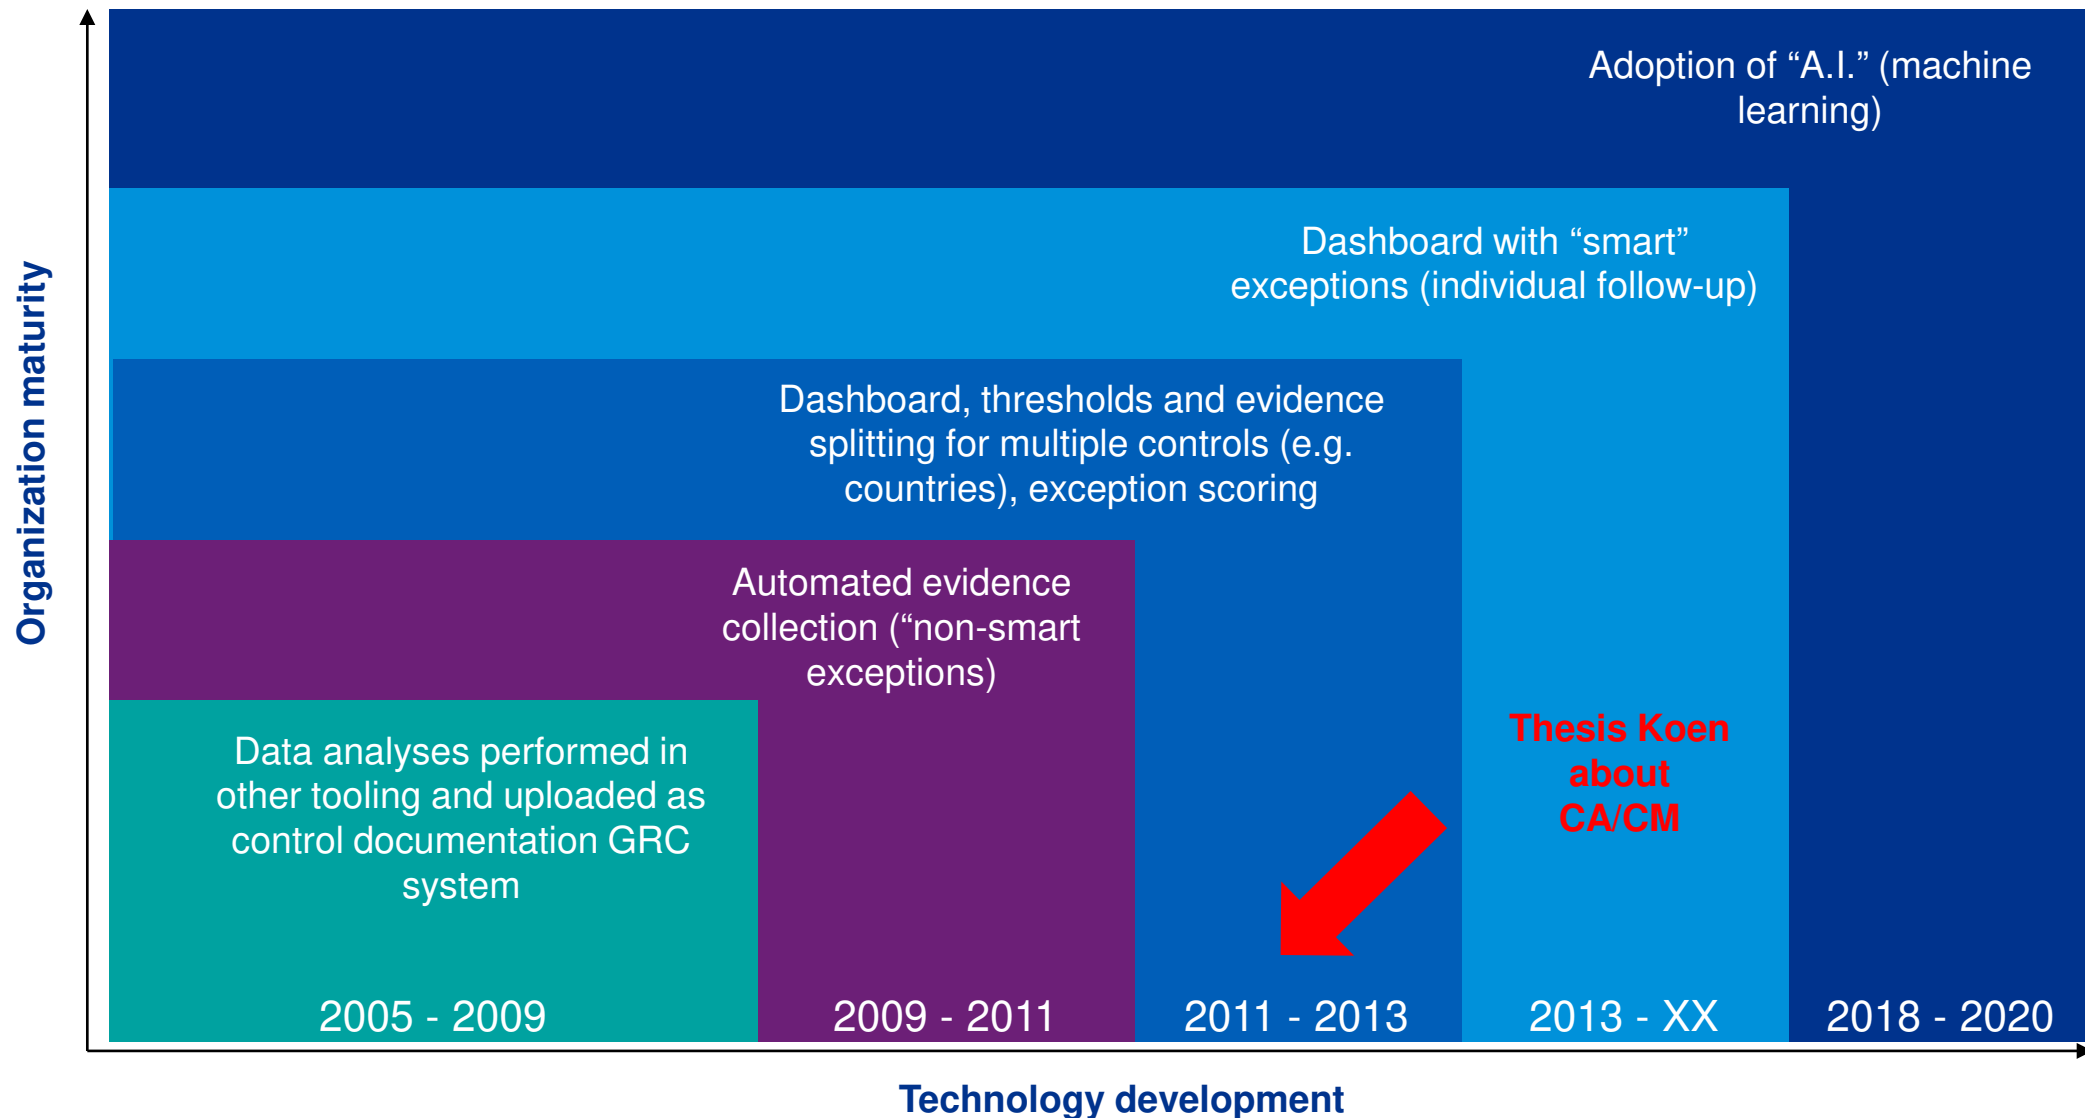 Adoption of “A.I.” (machine
learning)
Dashboard with “smart”
exceptions (individual follow-up)
Dashboard, thresholds and evidence
splitting for multiple controls (e.g.
countries), exception scoring
Automated evidence
collection (“non-smart
exceptions)
Data analyses performed in
other tooling and uploaded as
control documentation GRC
system
Thesis Koen
about
CA/CM
2005 - 2009
2009 - 2011
2011 - 2013
2013 - XX
2018 - 2020
Organization maturity
Technology development